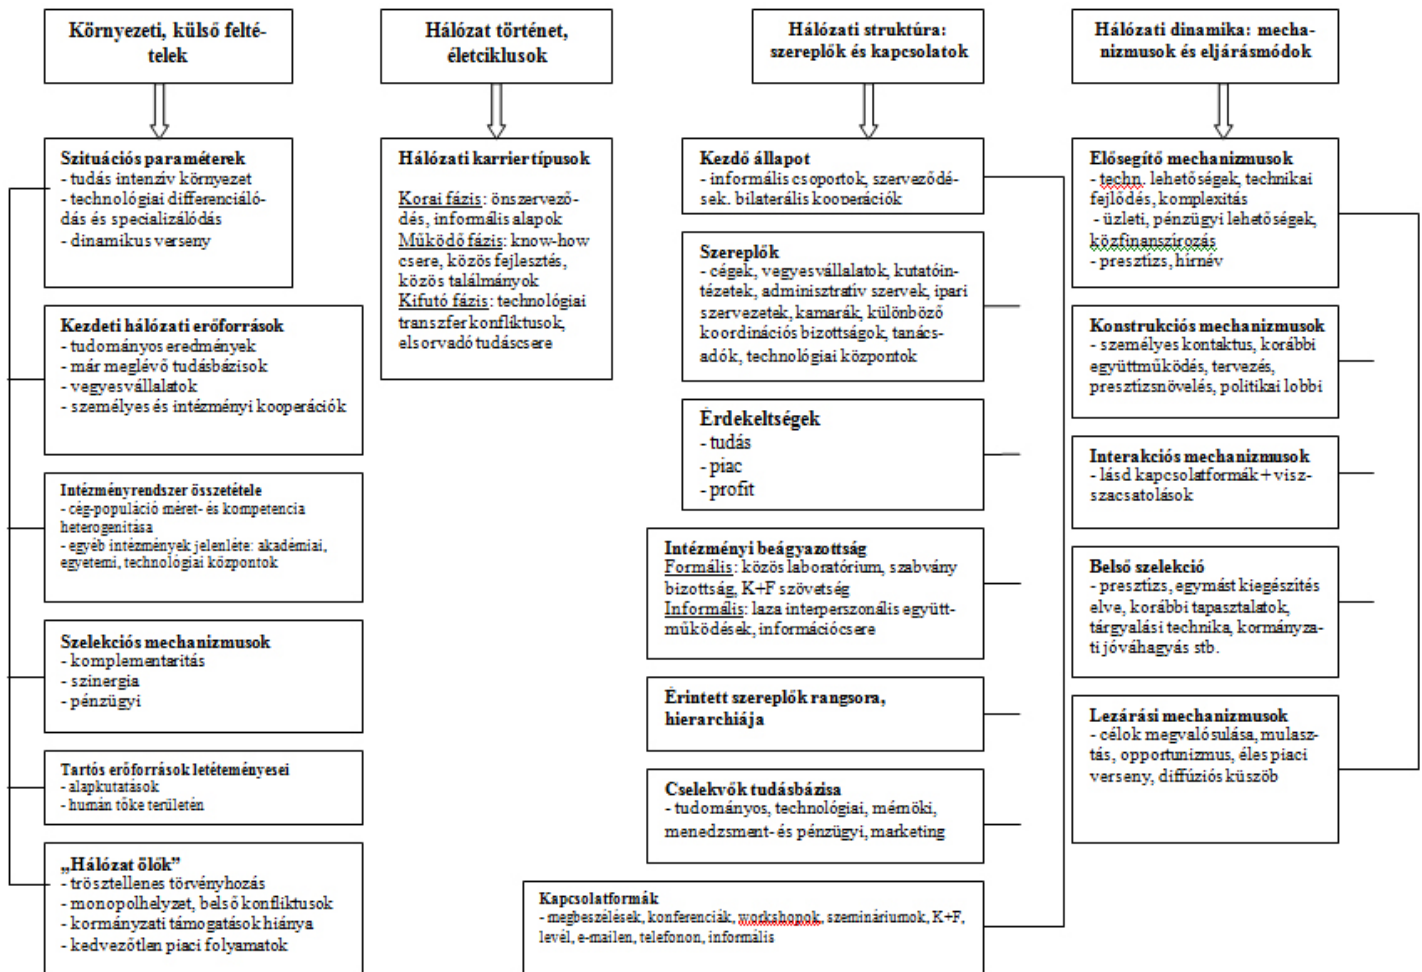 Környezeti, külső felté-
telek
Hálózat történet,
életciklusok
Hálózati struktúra:
szereplők és kapcsolatok
Hálózati dinamika: mecha-
nizmusok és eljárásmódok
Szituációs paraméterek
- tudás intenzív környezet
- technológiai differenciáló-
dás és specializálódás
- dinamikus verseny
Kezdeti hálózati erőforrások
- tudományos eredmények
- már meglévő tudásbázisok
- vegyesvállalatok
- személyes és intézményi kooperációk
Intézményrendszer összetétele
- cég-populáció méret- és kompetencia
heterogenitása
- egyéb intézmények jelenléte: akadémiai,
egyetemi, technológiai központok
Szelekciós mechanizmusok
- komplementaritás
- szinergia
- pénzügyi
Tartós erőforrások letéteményesei
- alapkutatások
- humán tőke területén
„Hálózat ölők”
- trösztellenes törvényhozás
- monopolhelyzet, belső konfliktusok
- kormányzati támogatások hiánya
- kedvezőtlen piaci folyamatok
Hálózati karrier típusok
Korai fázis: önszervező-
dés, informális alapok
Működő fázis: know-how
csere, közös fejlesztés,
közös találmányok
Kifutó fázis: technológiai
transzfer konfliktusok,
elsorvadó tudáscsere
Kezdő állapot
- informális csoportok, szerveződé-
sek. bilaterális kooperációk
Szereplők
- cégek, vegyesvállalatok, kutatóin-
tézetek, adminisztratív szervek, ipari
szervezetek, kamarák, különböző
koordinációs bizottságok, tanács-
adók, technológiai központok
Érdekeltségek
- tudás
- piac
- profit
Intézményi beágyazottság
Formális: közös laboratórium, szabvány
bizottság, K+F szövetség
Informális: laza interperszonális együtt-
működések, információcsere
Érintett szereplők rangsora,
hierarchiája
Cselekvők tudásbázisa
- tudományos, technológiai, mérnöki,
menedzsment- és pénzügyi, marketing
Kapcsolatformák
- megbeszélések, konferenciák, workshopok, szemináriumok, K+F,
levél, e-mailen, telefonon, informális
Elősegítő mechanizmusok
- techn. lehetőségek, technikai
fejlődés, komplexitás
- üzleti, pénzügyi lehetőségek,
közfinanszírozás
- presztízs, hírnév
Konstrukciós mechanizmusok
- személyes kontaktus, korábbi
együttműködés, tervezés,
presztízsnövelés, politikai lobbi
Interakciós mechanizmusok
- lásd kapcsolatformák + visz-
szacsatolások
Belső szelekció
- presztízs, egymást kiegészítés
elve, korábbi tapasztalatok,
tárgyalási technika, kormányza-
ti jóváhagyás stb.
Lezárási mechanizmusok
- célok megvalósulása, mulasz-
tás, opportunizmus, éles piaci
verseny, diffúziós küszöb